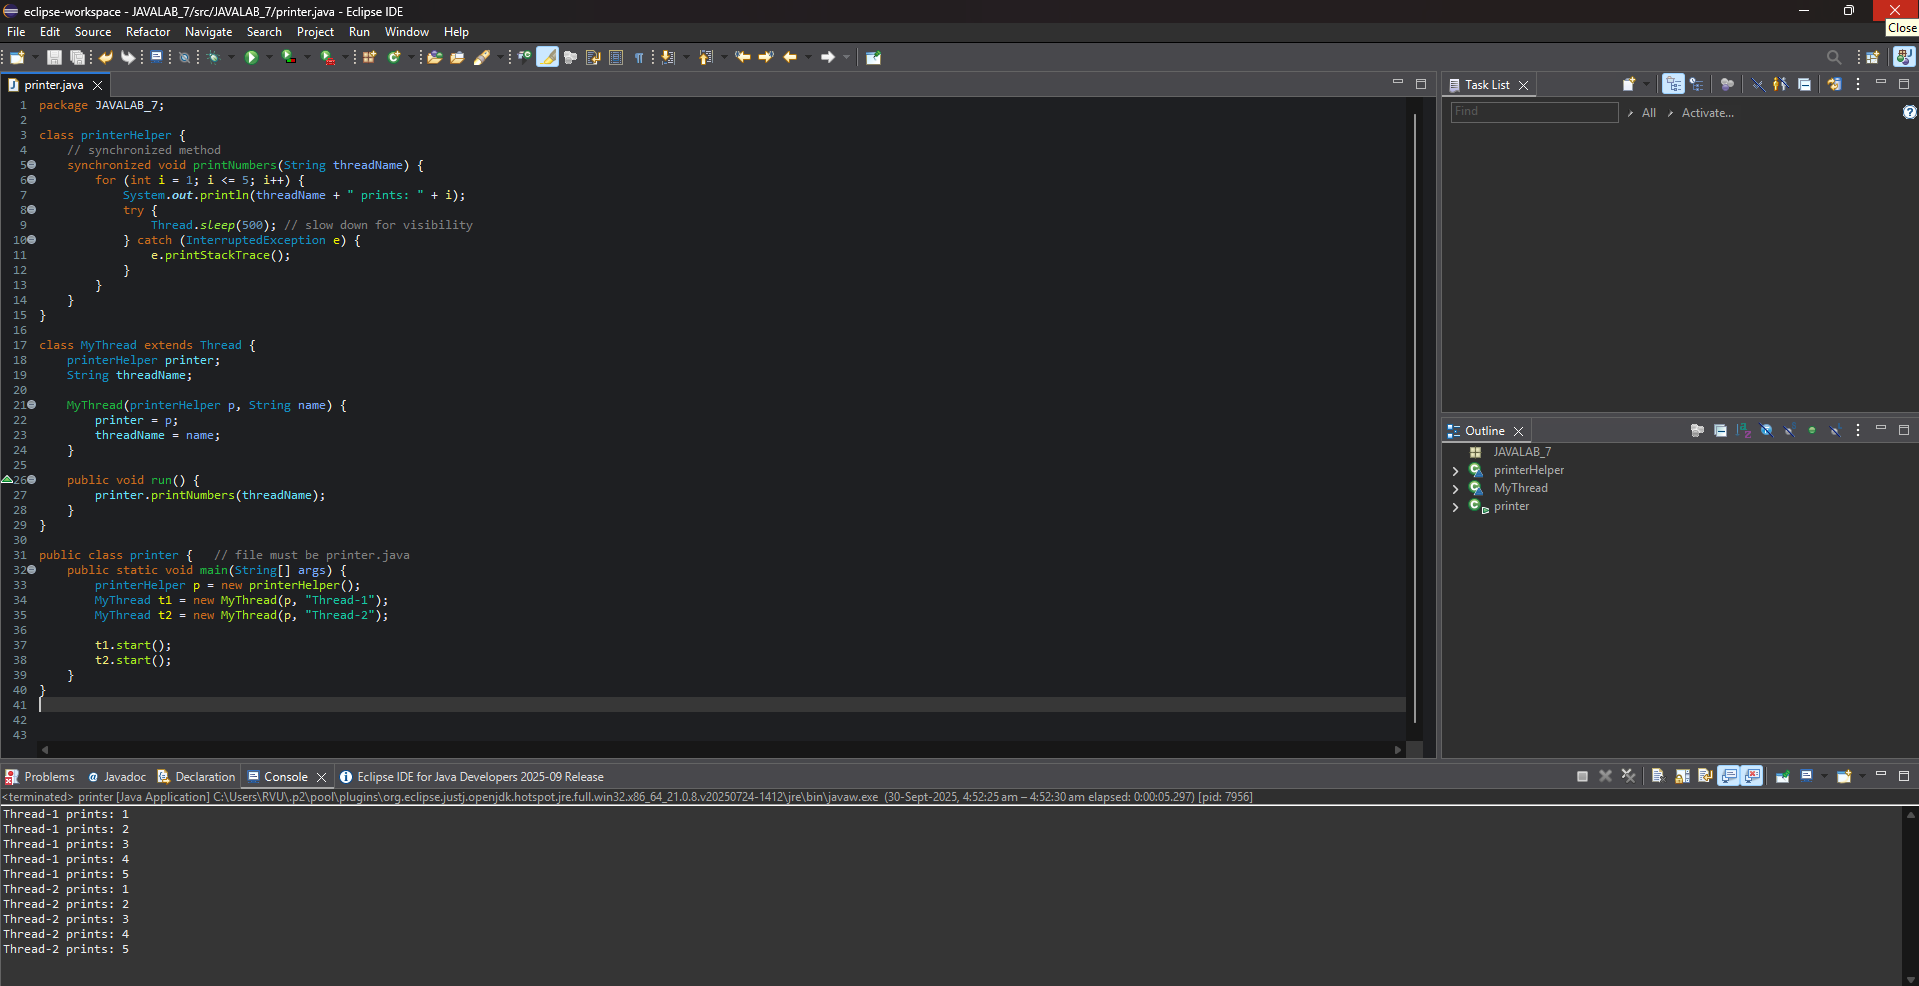 eclipse-workspace - JAVALAB_7/src/JAVALAB_7/printer.java - Eclipse IDE
Close
File Edit Source Refactor Navigate Search Project Run Window Help
printer.java
1 package JAVALAB_7;
2
3 class printerHelper {
4     // synchronized method
5     synchronized void printNumbers(String threadName) {
6         for (int i = 1; i <= 5; i++) {
7             System.out.println(threadName + " prints: " + i);
8             try {
9                 Thread.sleep(500); // slow down for visibility
10             } catch (InterruptedException e) {
11                 e.printStackTrace();
12             }
13         }
14     }
15 }
16
17 class MyThread extends Thread {
18     printerHelper printer;
19     String threadName;
20
21     MyThread(printerHelper p, String name) {
22         printer = p;
23         threadName = name;
24     }
25
26     public void run() {
27         printer.printNumbers(threadName);
28     }
29 }
30
31 public class printer {   // file must be printer.java
32     public static void main(String[] args) {
33         printerHelper p = new printerHelper();
34         MyThread t1 = new MyThread(p, "Thread-1");
35         MyThread t2 = new MyThread(p, "Thread-2");
36
37         t1.start();
38         t2.start();
39     }
40 }
41
42
43
Task List
Find All Activate...
Outline
JAVALAB_7
printerHelper
MyThread
printer
Problems Javadoc Declaration Console Eclipse IDE for Java Developers 2025-09 Release
<terminated> printer [Java Application] C:\Users\RVU\.p2\pool\plugins\org.eclipse.justj.openjdk.hotspot.jre.full.win32.x86_64_21.0.8.v20250724-1412\jre\bin\javaw.exe (30-Sept-2025, 4:52:25 am – 4:52:30 am elapsed: 0:00:05.297) [pid: 7956]
Thread-1 prints: 1
Thread-1 prints: 2
Thread-1 prints: 3
Thread-1 prints: 4
Thread-1 prints: 5
Thread-2 prints: 1
Thread-2 prints: 2
Thread-2 prints: 3
Thread-2 prints: 4
Thread-2 prints: 5